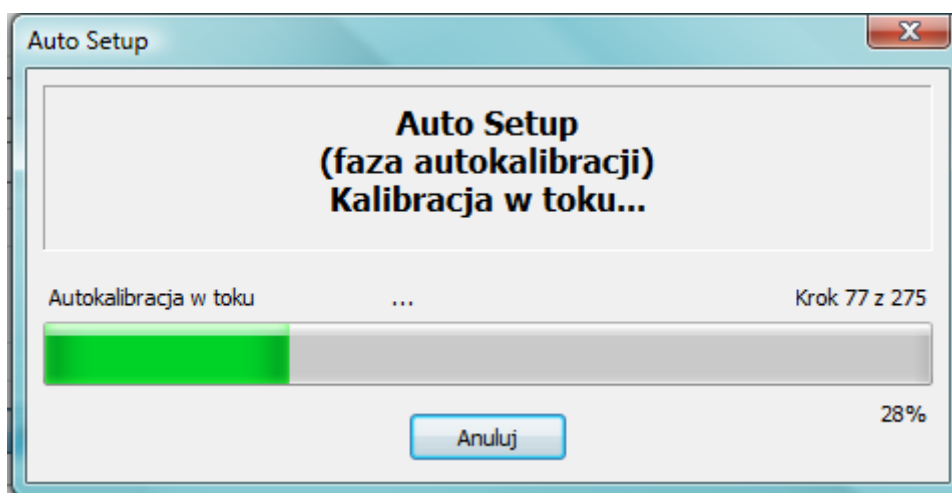 Auto Setup
Auto Setup
(faza autokalibracji)
Kalibracja w toku...
Autokalibracja w toku ... Krok 77 z 275
28%
Anuluj